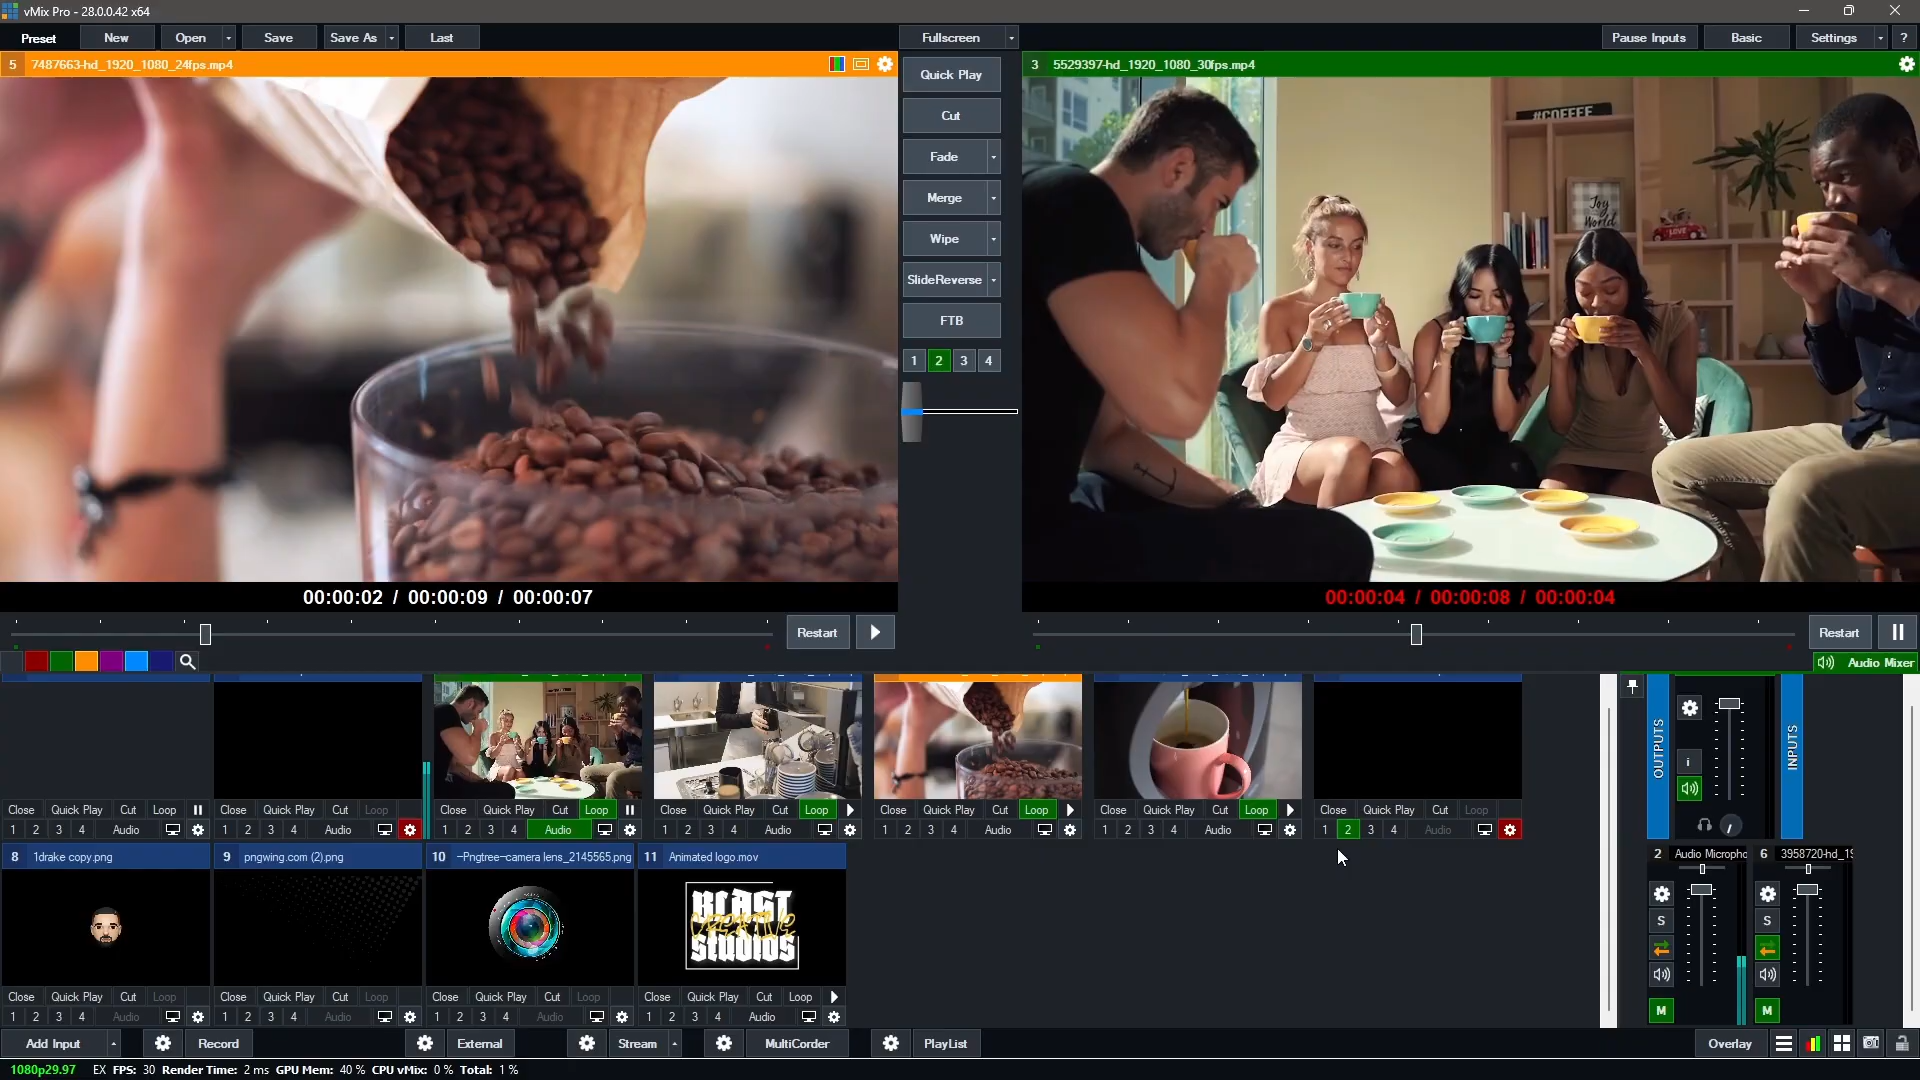 vMix Pro - 28.0.0.42 x64
Preset New Open Save Save As Last Fullscreen Pause Inputs Basic Settings ?
5 7487663-hd_1920_1080_24fps.mp4
3 5529397-hd_1920_1080_30fps.mp4
Quick Play
Cut
Fade
Merge
Wipe
SlideReverse
FTB
1 2 3 4
#COFFEE
Joy World
LOVE
00:00:02 / 00:00:09 / 00:00:07
00:00:04 / 00:00:08 / 00:00:04
Restart
Restart
Audio Mixer
OUTPUTS
INPUTS
Close Quick Play Cut Loop
1 2 3 4 Audio
Close Quick Play Cut Loop
1 2 3 4 Audio
Close Quick Play Cut Loop
1 2 3 4 Audio
Close Quick Play Cut Loop
1 2 3 4 Audio
Close Quick Play Cut Loop
1 2 3 4 Audio
Close Quick Play Cut Loop
1 2 3 4 Audio
Close Quick Play Cut Loop
1 2 3 4 Audio
i
8 1drake copy.png
9 pngwing.com (2).png
10 -Pngtree-camera lens_2145565.png
11 Animated logo.mov
2 Audio Micropho
6 3958720-hd_19
S
S
M
M
STUDIOS
Close Quick Play Cut Loop
1 2 3 4 Audio
Close Quick Play Cut Loop
1 2 3 4 Audio
Close Quick Play Cut Loop
1 2 3 4 Audio
Close Quick Play Cut Loop
1 2 3 4 Audio
Add Input Record External Stream MultiCorder PlayList Overlay
1080p29.97 EX FPS: 30 Render Time: 2 ms GPU Mem: 40 % CPU vMix: 0 % Total: 1 %